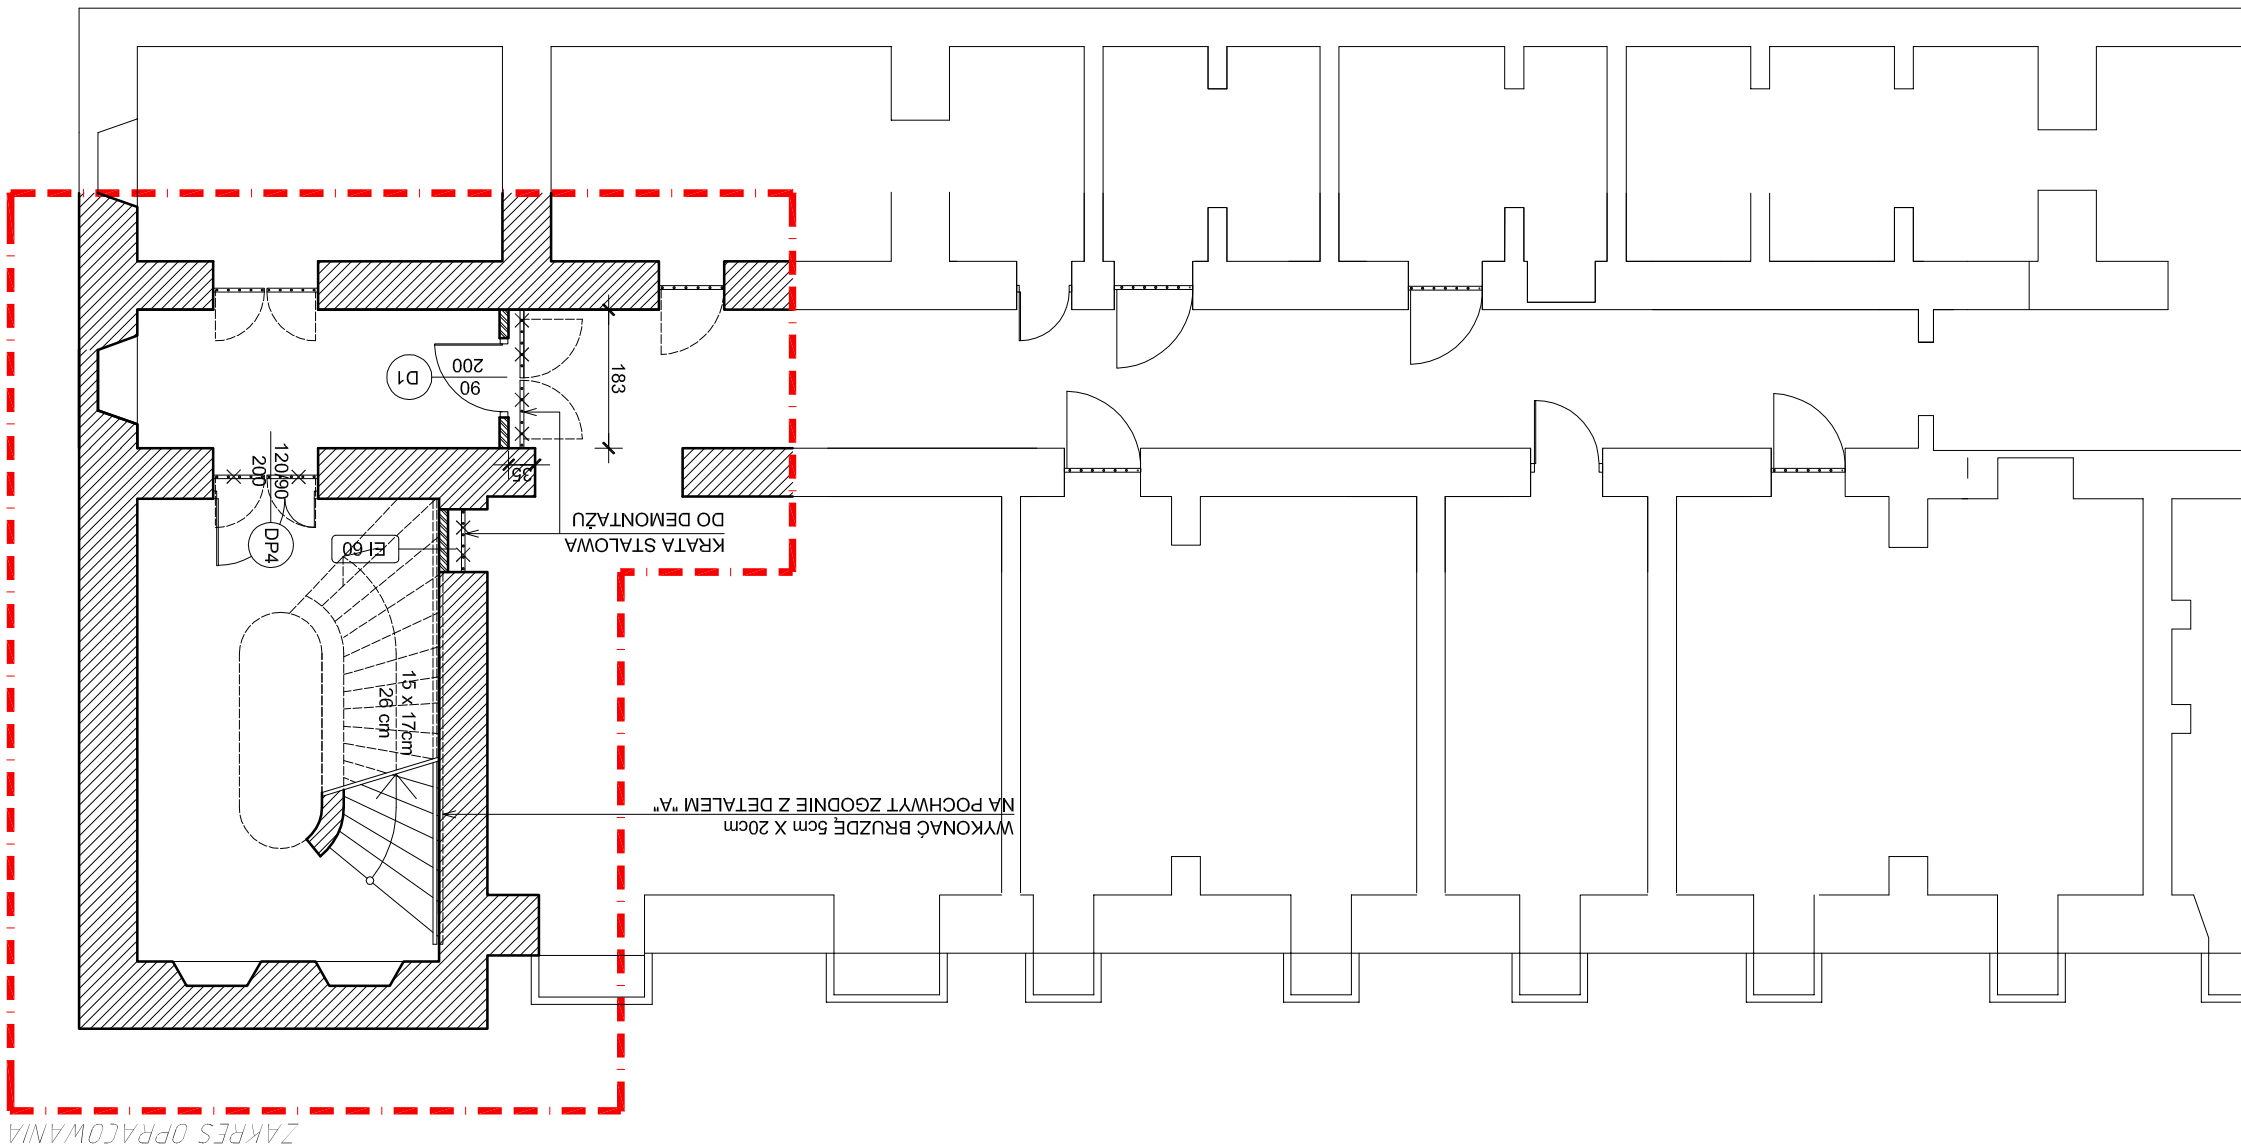 ZAKRES OPRACOWANIA
WYKONAĆ BRUZDĘ 5cm X 20cm
NA POCHWYT ZGODNIE Z DETALEM "A"
15 x 17cm
26 cm
KRATA STALOWA
DO DEMONTAŻU
EI 60
DP4
120/90
200
35
D1
90
200
183